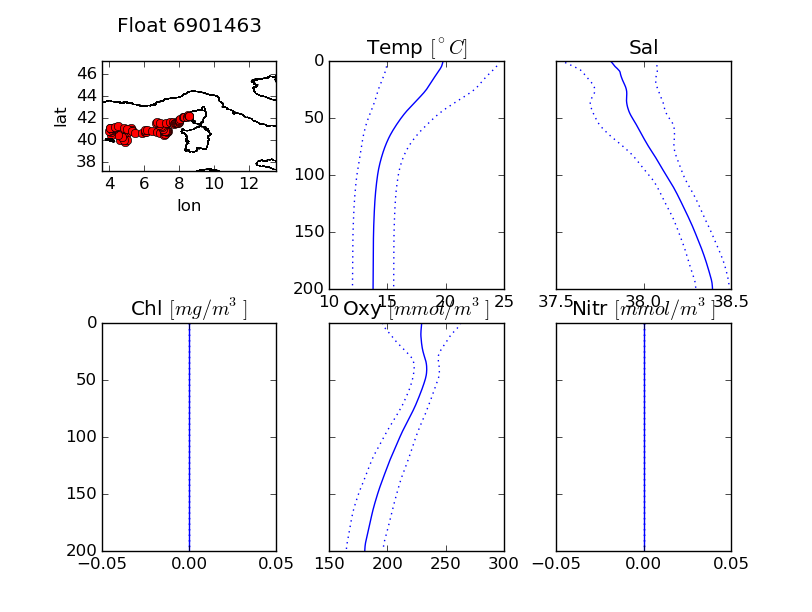 Float 6901463
Temp [°C]
Sal
46
44
42
40
38
lat
4 6 8 10 12
lon
0
50
100
150
200
10 15 20 25
37.5 38.0 38.5
Chl [mg/m³]
Oxy [mmol/m³]
Nitr [mmol/m³]
0
50
100
150
200
−0.05 0.00 0.05
150 200 250 300
−0.05 0.00 0.05